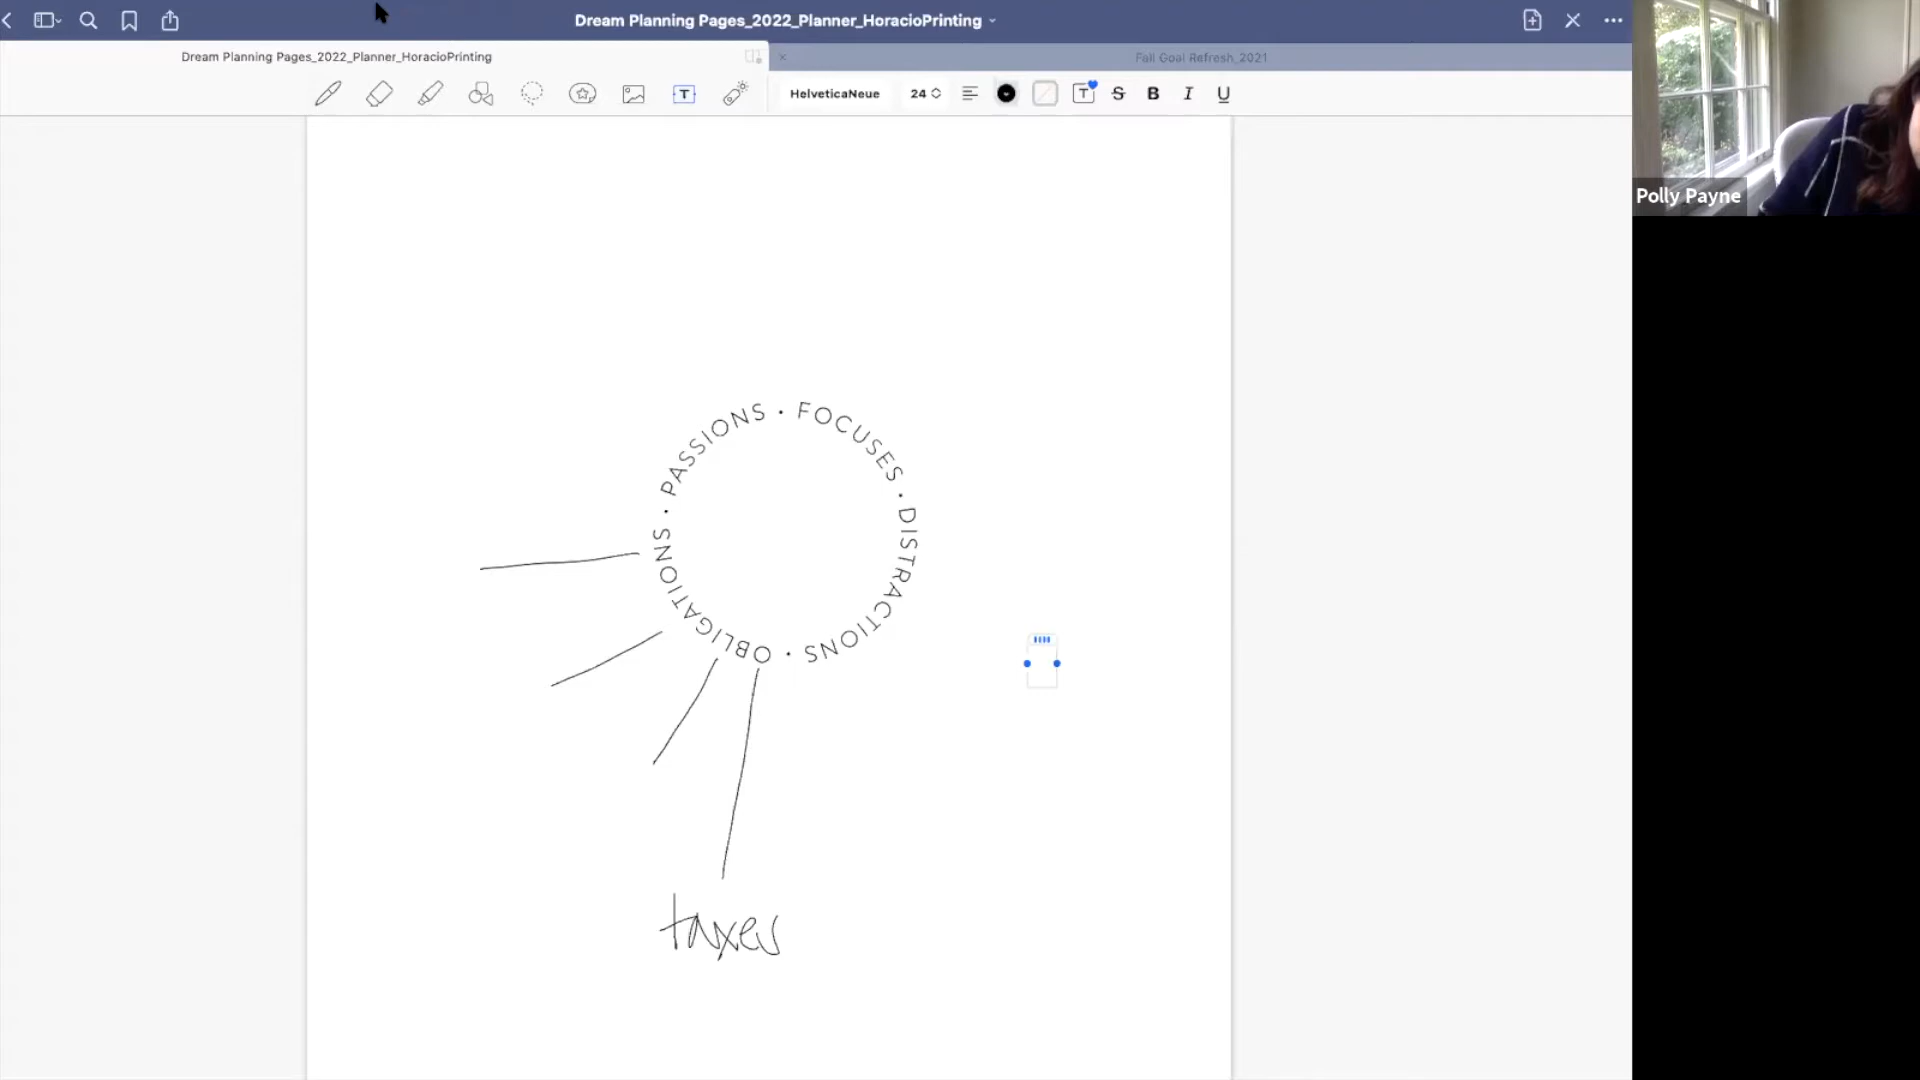 Dream Planning Pages_2022_Planner_HoracioPrinting
Dream Planning Pages_2022_Planner_HoracioPrinting
Fall Goal Refresh_2021
HelveticaNeue
24
T
T
S
B
I
U
Polly Payne
PASSIONS • FOCUSES • DISTRACTIONS • OBLIGATIONS •
taxes